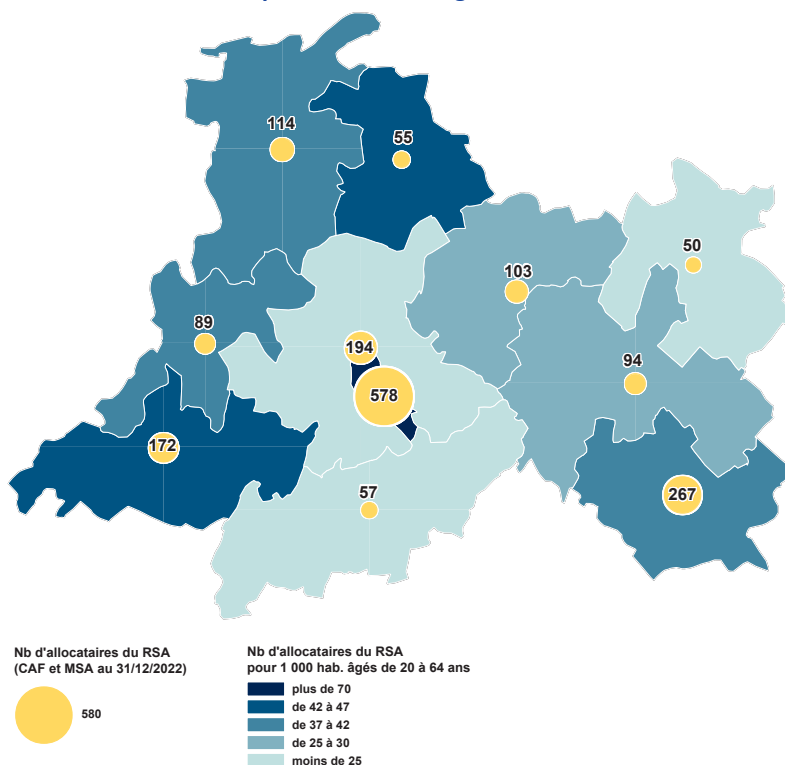 114
55
50
103
89
194
94
578
172
57
267
Nb d'allocataires du RSA
(CAF et MSA au 31/12/2022)
580
Nb d'allocataires du RSA
pour 1 000 hab. âgés de 20 à 64 ans
plus de 70
de 42 à 47
de 37 à 42
de 25 à 30
moins de 25